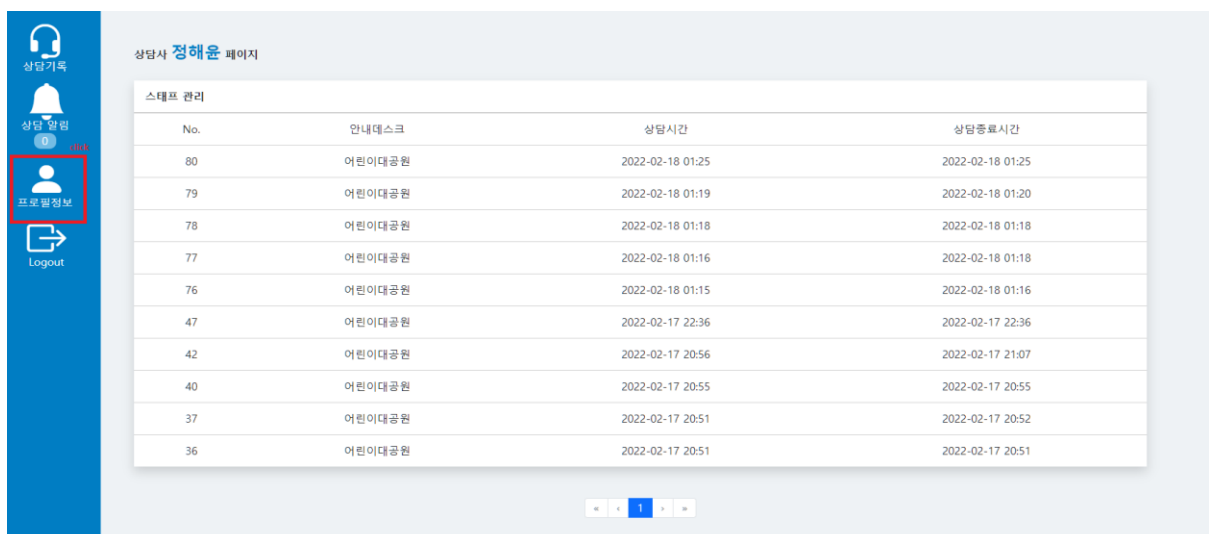 상담기록
상담 알림
0
click
프로필정보
Logout
상담사 정해윤 페이지
스태프 관리
No. 안내데스크 상담시간 상담종료시간
80 어린이대공원 2022-02-18 01:25 2022-02-18 01:25
79 어린이대공원 2022-02-18 01:19 2022-02-18 01:20
78 어린이대공원 2022-02-18 01:18 2022-02-18 01:18
77 어린이대공원 2022-02-18 01:16 2022-02-18 01:18
76 어린이대공원 2022-02-18 01:15 2022-02-18 01:16
47 어린이대공원 2022-02-17 22:36 2022-02-17 22:36
42 어린이대공원 2022-02-17 20:56 2022-02-17 21:07
40 어린이대공원 2022-02-17 20:55 2022-02-17 20:55
37 어린이대공원 2022-02-17 20:51 2022-02-17 20:52
36 어린이대공원 2022-02-17 20:51 2022-02-17 20:51
« ‹ 1 › »